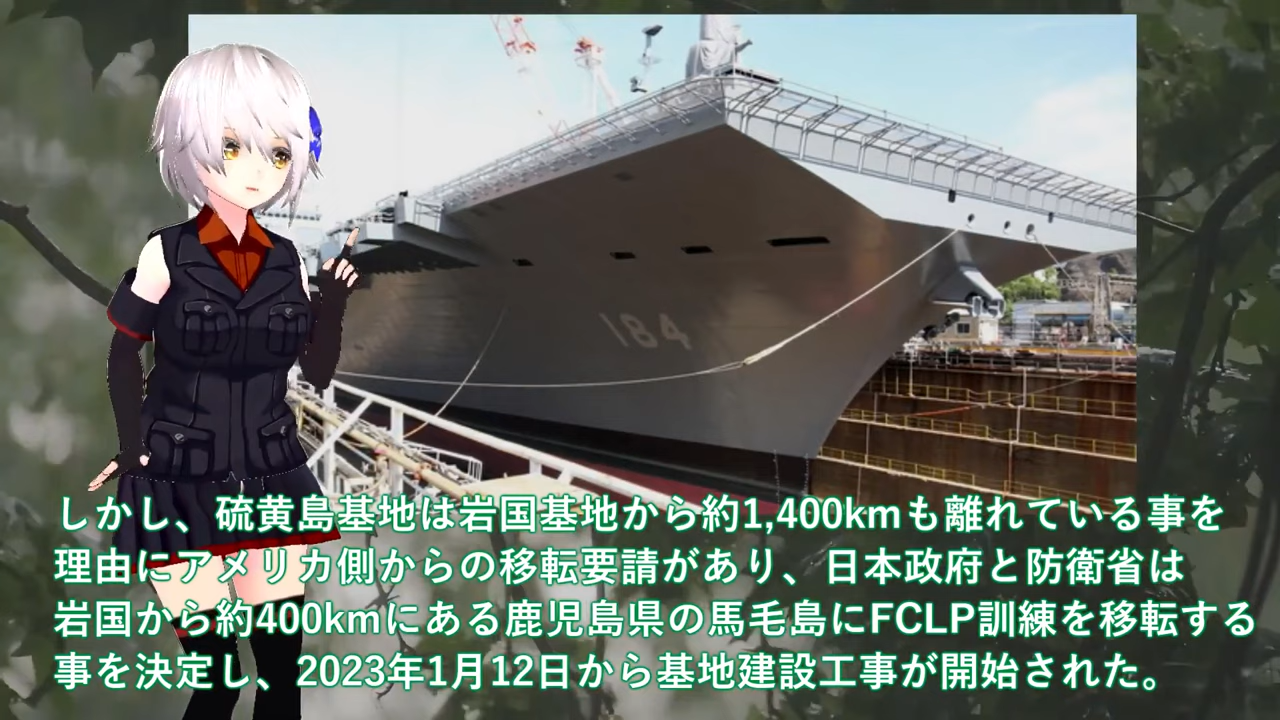 184
しかし、硫黄島基地は岩国基地から約1,400kmも離れている事を
理由にアメリカ側からの移転要請があり、日本政府と防衛省は
岩国から約400kmにある鹿児島県の馬毛島にFCLP訓練を移転する
事を決定し、2023年1月12日から基地建設工事が開始された。